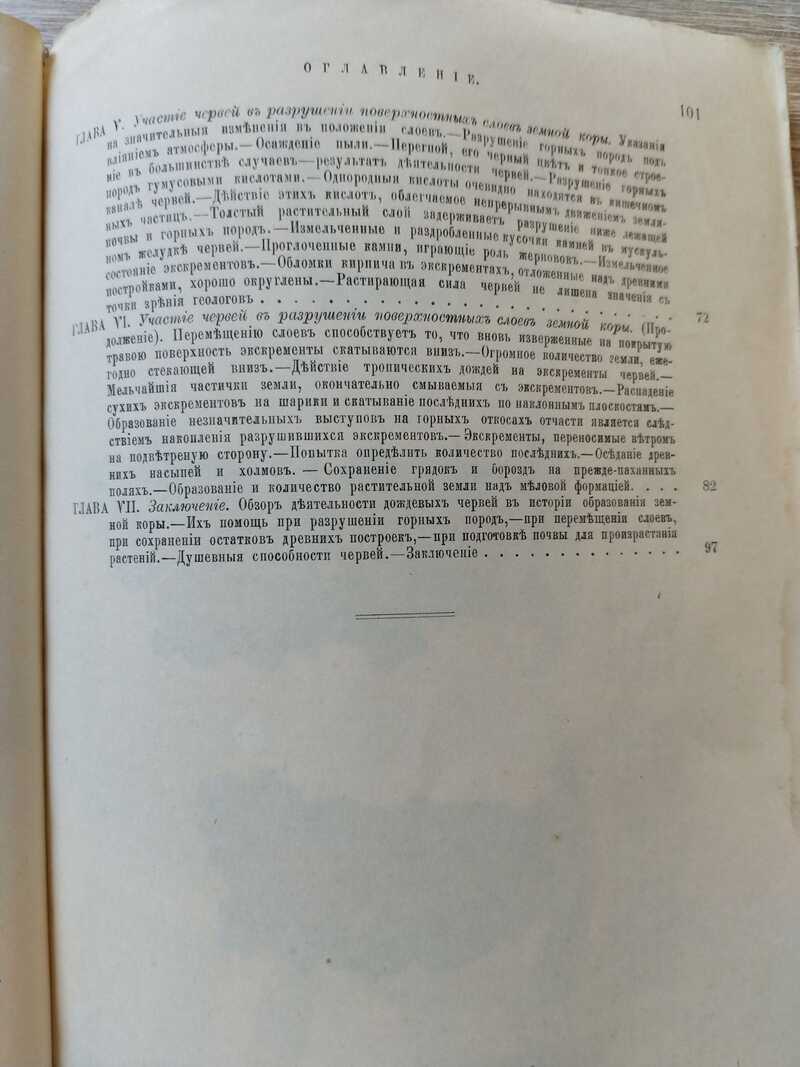 ОГЛАВЛЕНІЕ.
101
ГЛАВА V. Участіе червей въ разрушеніи поверхностныхъ слоевъ земной коры. Указанія
на значительныя измѣненія въ положеніи слоевъ.—Разрушеніе горныхъ породъ подъ
вліяніемъ атмосферы.—Осажденіе пыли.—Перегной, его черный цвѣтъ и тонкое строе-
ніе въ большинствѣ случаевъ—результатъ дѣятельности червей.—Разрушеніе горныхъ
породъ гумусовыми кислотами.—Однородныя кислоты очевидно находятся въ кишечномъ
каналѣ червей.—Дѣйствіе этихъ кислотъ, облегчаемое непрерывнымъ движеніемъ земля-
ныхъ частицъ.—Толстый растительный слой задерживаетъ разрушеніе ниже лежащей
почвы и горныхъ породъ.—Измельченные и раздробленные кусочки камней въ мускуль-
номъ желудкѣ червей.—Проглоченные камни, играющіе роль жернововъ.—Измельченное
состояніе экскрементовъ.—Обломки кирпича въ экскрементахъ, отложенные надъ древними
постройками, хорошо округлены.—Растирающая сила червей не лишена значенія съ
точки зрѣнія геологовъ . . . . . . . . . . . . . . . . . . 72
ГЛАВА VI. Участіе червей въ разрушеніи поверхностныхъ слоевъ земной коры. (Про-
долженіе). Перемѣщенію слоевъ способствуетъ то, что вновь изверженные на покрытую
травою поверхность экскременты скатываются внизъ.—Огромное количество земли, еже-
годно стекающей внизъ.—Дѣйствіе тропическихъ дождей на экскременты червей.—
Мельчайшія частички земли, окончательно смываемыя съ экскрементовъ.—Распаденіе
сухихъ экскрементовъ на шарики и скатываніе послѣднихъ по наклоннымъ плоскостямъ.—
Образованіе незначительныхъ выступовъ на горныхъ откосахъ отчасти является слѣд-
ствіемъ накопленія разрушившихся экскрементовъ.—Экскременты, переносимые вѣтромъ
на подвѣтреную сторону.—Попытка опредѣлить количество послѣднихъ.—Осѣданіе древ-
нихъ насыпей и холмовъ.—Сохраненіе грядокъ и бороздъ на прежде-паханныхъ
поляхъ.—Образованіе и количество растительной земли надъ мѣловой формаціей. . . . 82
ГЛАВА VII. Заключеніе. Обзоръ дѣятельности дождевыхъ червей въ исторіи образованія зем-
ной коры.—Ихъ помощь при разрушеніи горныхъ породъ,—при перемѣщеніи слоевъ,
при сохраненіи остатковъ древнихъ построекъ,—при подготовкѣ почвы для произрастанія
растеній.—Душевныя способности червей.—Заключеніе . . . . . . . . . . . . . . 97